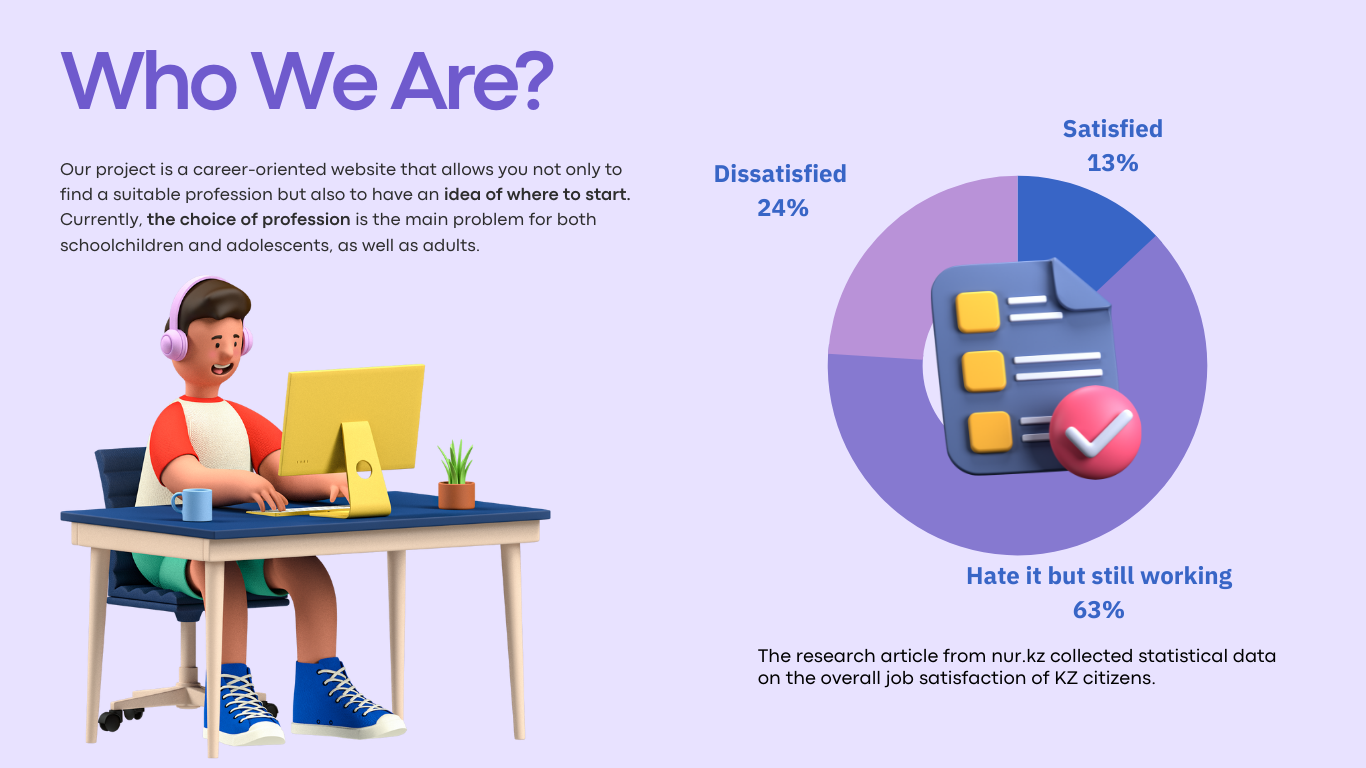 Who We Are?
Our project is a career-oriented website that allows you not only to
find a suitable profession but also to have an idea of where to start.
Currently, the choice of profession is the main problem for both
schoolchildren and adolescents, as well as adults.
Satisfied
13%
Dissatisfied
24%
Hate it but still working
63%
The research article from nur.kz collected statistical data
on the overall job satisfaction of KZ citizens.